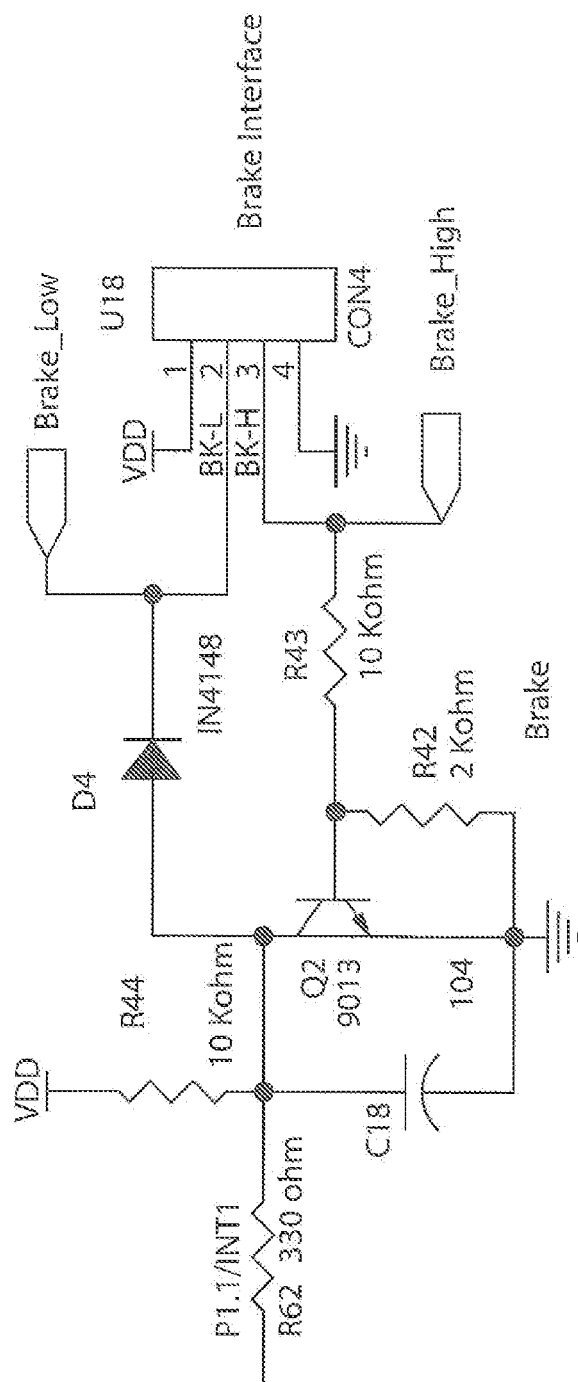 VDD
R44
10 Kohm
P1.1/INT1
R62 330 ohm
C18
104
Q2
9013
D4
IN4148
R43
10 Kohm
R42
2 Kohm
Brake
Brake_Low
VDD
BK-L
BK-H
1
2
3
4
U18
CON4
Brake_High
Brake Interface